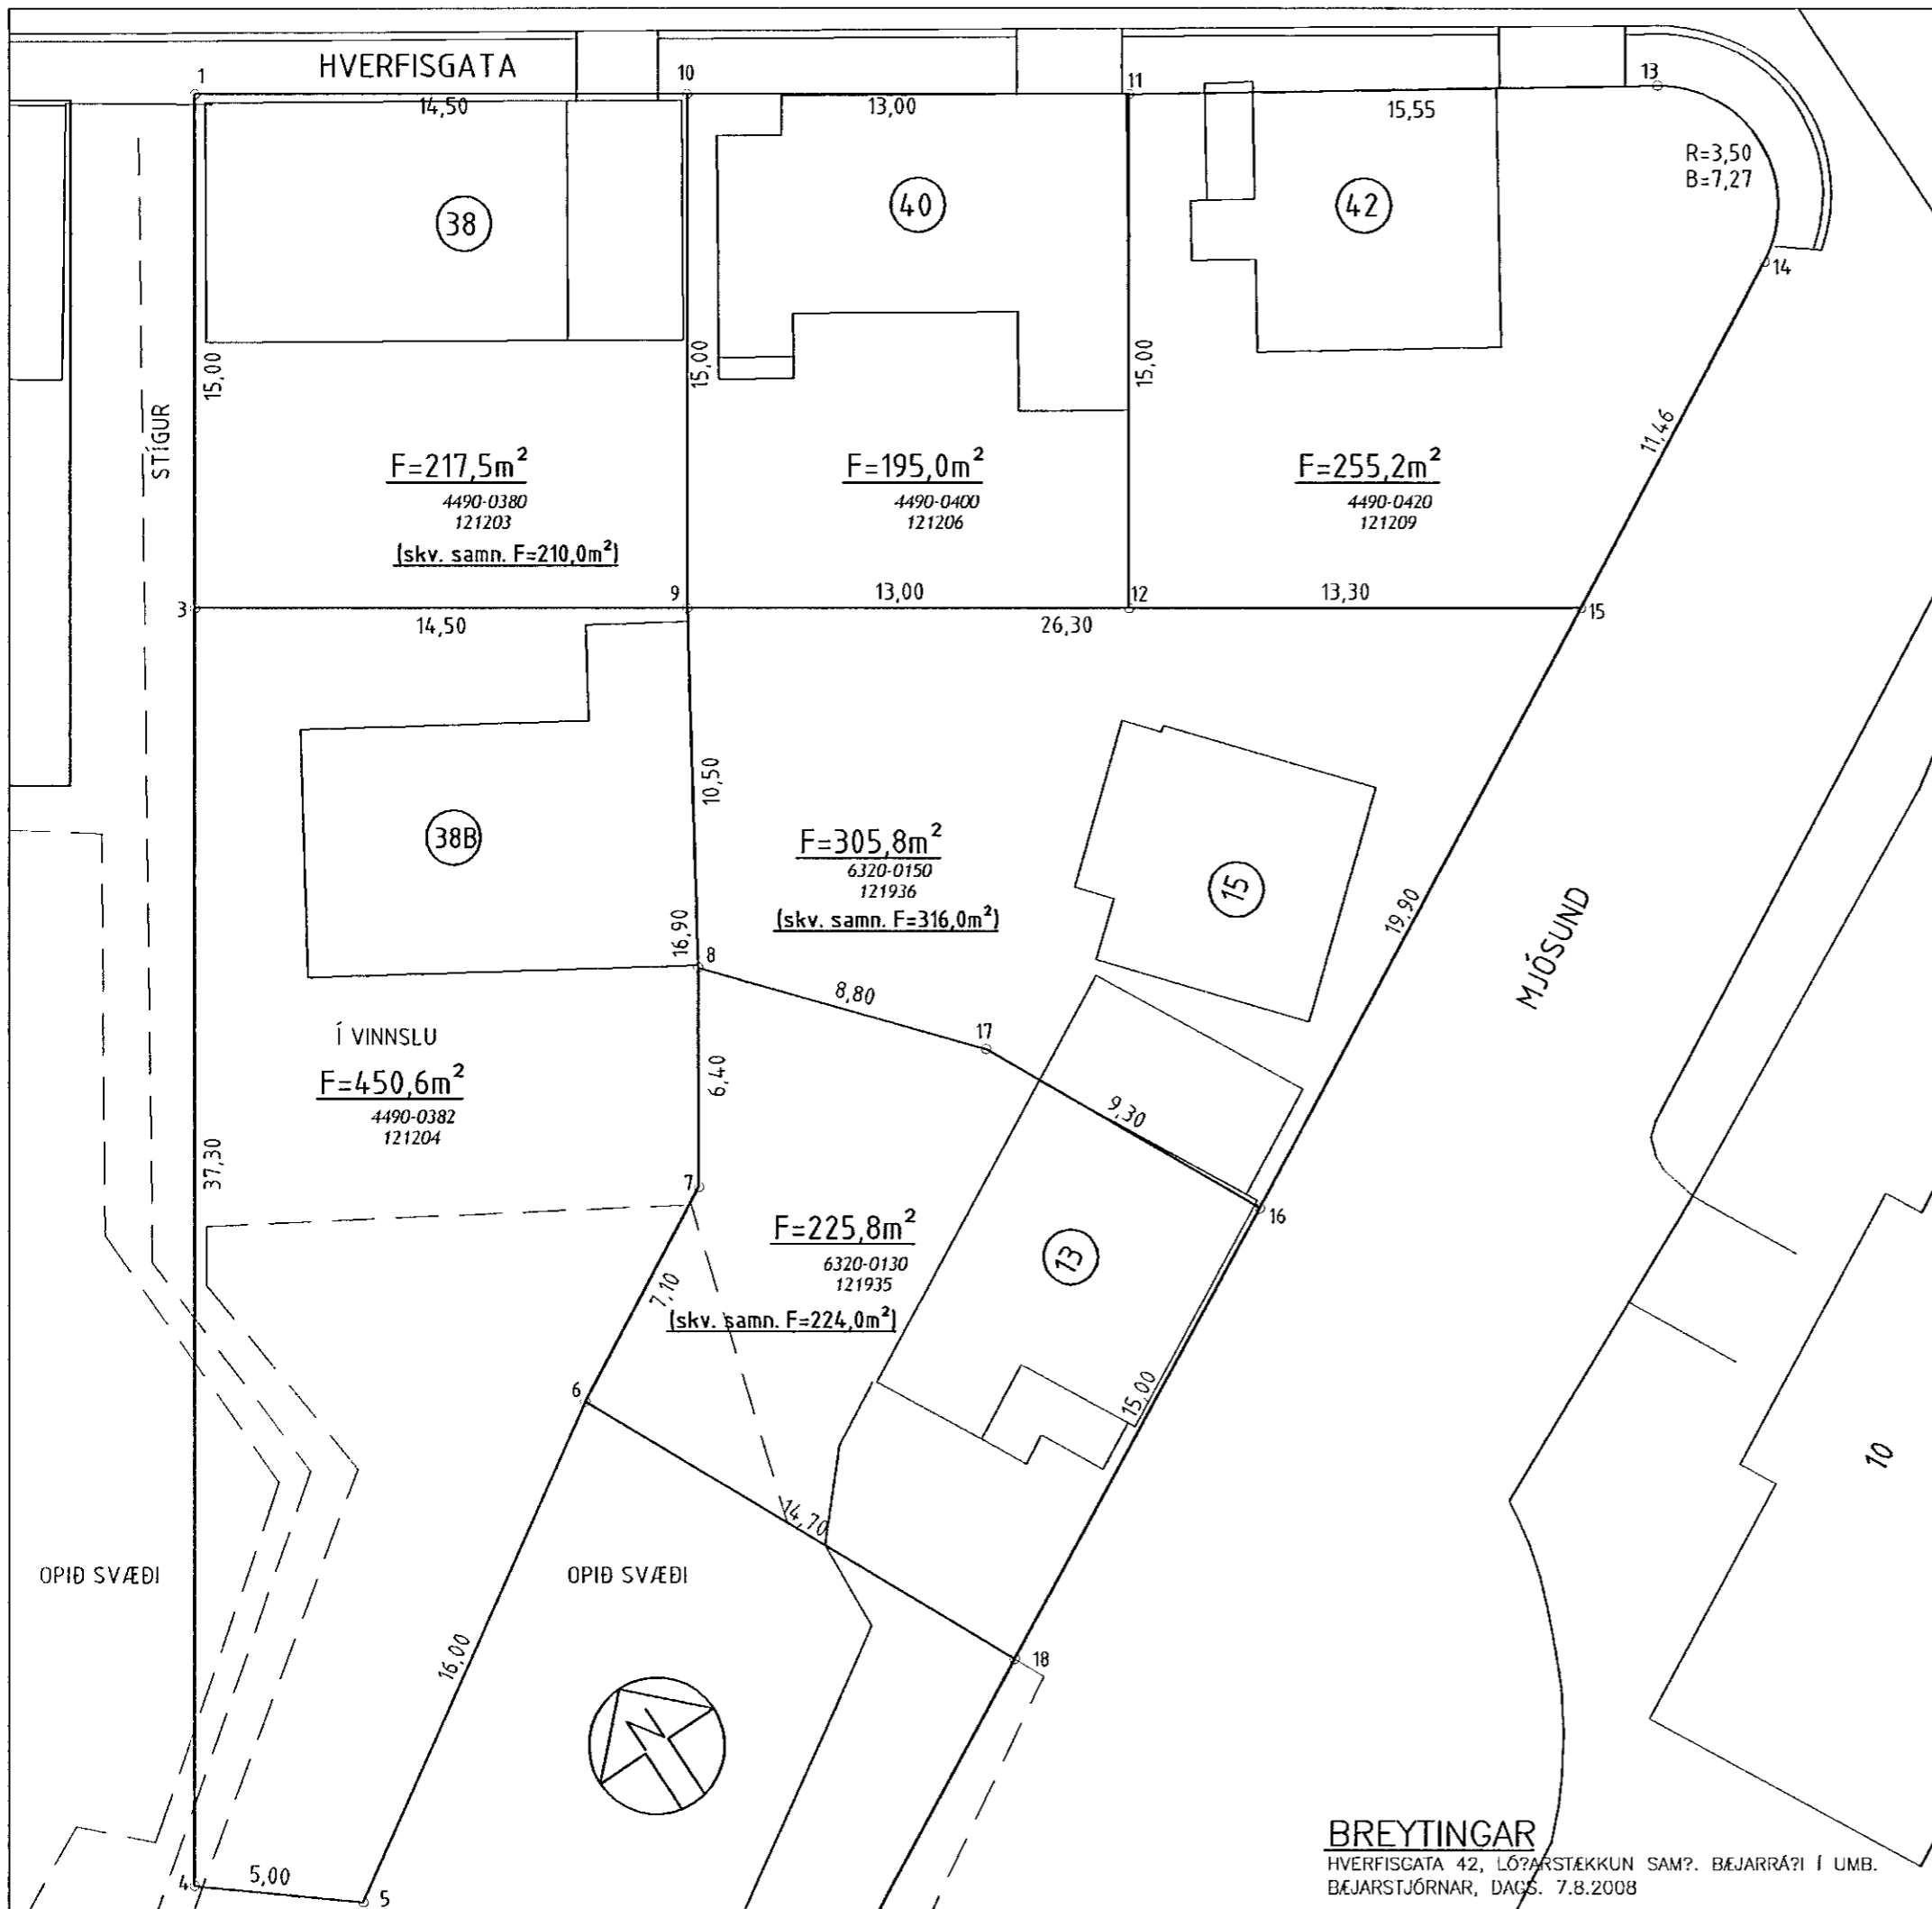 HVERFISGATA
1
10
11
13
14,50
13,00
15,55
R=3,50
B=7,27
38
40
42
14
15,00
15,00
15,00
STÍGUR
11,46
F=217,5m²
4490-0380
121203
(skv. samn. F=210,0m²)
F=195,0m²
4490-0400
121206
F=255,2m²
4490-0420
121209
3
9
13,00
12
13,30
15
14,50
26,30
10,50
38B
F=305,8m²
6320-0150
121936
(skv. samn. F=316,0m²)
15
19,90
MJÓSUND
16,90
8
8,80
17
Í VINNSLU
F=450,6m²
4490-0382
121204
6,40
9,30
37,30
7
16
F=225,8m²
6320-0130
121935
(skv. samn. F=224,0m²)
13
7,10
6
15,00
10
14,70
OPIÐ SVÆÐI
OPIÐ SVÆÐI
16,00
18
4
5,00
5
BREYTINGAR
HVERFISGATA 42, LÓ?ARSTÆKKUN SAM?. BÆJARRÁ?I Í UMB.
BÆJARSTJÓRNAR, DAGS. 7.8.2008